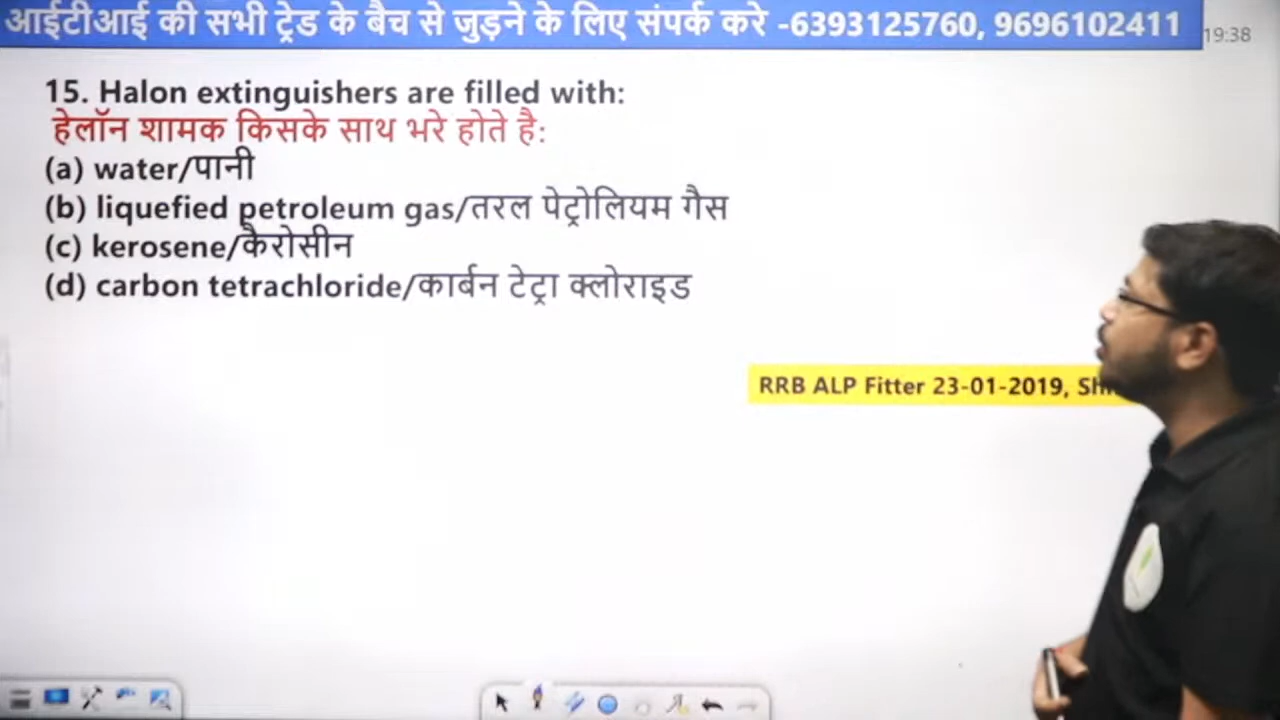 आईटीआई की सभी ट्रेड के बैच से जुड़ने के लिए संपर्क करे -6393125760, 9696102411
19:38
15. Halon extinguishers are filled with:
हेलॉन शामक किसके साथ भरे होते है:
(a) water/पानी
(b) liquefied petroleum gas/तरल पेट्रोलियम गैस
(c) kerosene/कैरोसीन
(d) carbon tetrachloride/कार्बन टेट्रा क्लोराइड
RRB ALP Fitter 23-01-2019,